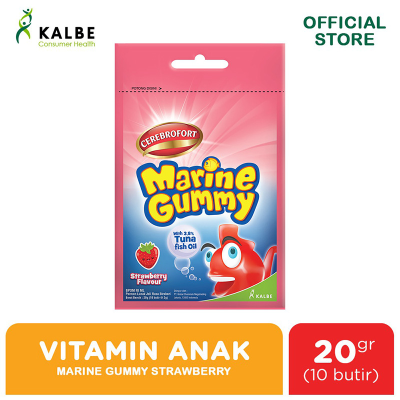 KALBE
Consumer Health
OFFICIAL
STORE
CEREBROFORT
Marine
Gummy
With 2.8%
Tuna
Fish Oil
Strawberry
Flavour
KALBE
VITAMIN ANAK
MARINE GUMMY STRAWBERRY
20gr
(10 butir)